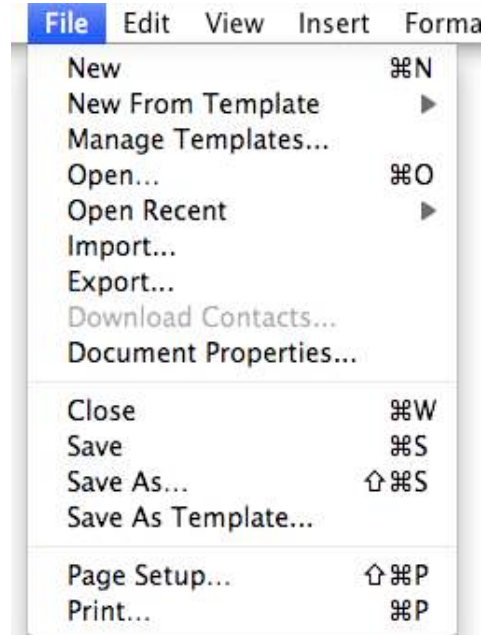 File Edit View Insert Forma
New ⌘N
New From Template ▶
Manage Templates...
Open... ⌘O
Open Recent ▶
Import...
Export...
Download Contacts...
Document Properties...
Close ⌘W
Save ⌘S
Save As... ⇧⌘S
Save As Template...
Page Setup... ⇧⌘P
Print... ⌘P